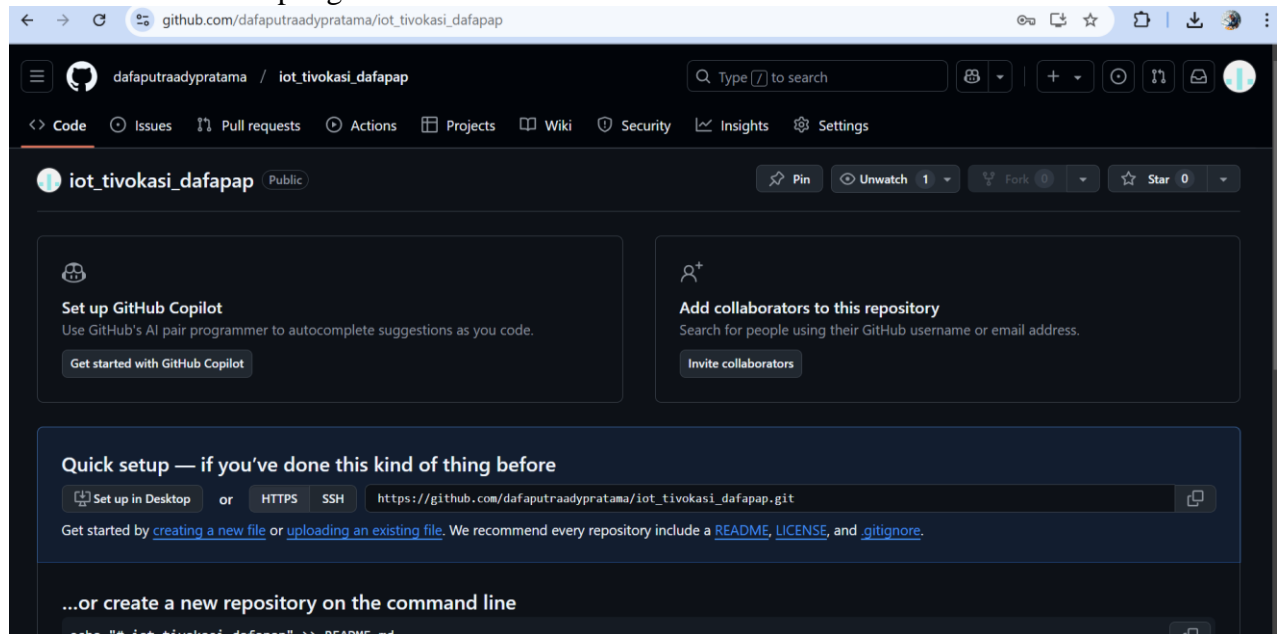 github.com/dafaputraadypratama/iot_tivokasi_dafapap
dafaputraadypratama / iot_tivokasi_dafapap
Type / to search
<> Code Issues Pull requests Actions Projects Wiki Security Insights Settings
iot_tivokasi_dafapap Public
Pin Unwatch 1 Fork 0 Star 0
Set up GitHub Copilot
Use GitHub's AI pair programmer to autocomplete suggestions as you code.
Get started with GitHub Copilot
Add collaborators to this repository
Search for people using their GitHub username or email address.
Invite collaborators
Quick setup — if you've done this kind of thing before
Set up in Desktop or HTTPS SSH https://github.com/dafaputraadypratama/iot_tivokasi_dafapap.git
Get started by creating a new file or uploading an existing file. We recommend every repository include a README, LICENSE, and .gitignore.
...or create a new repository on the command line
echo "# iot_tivokasi_dafapap" >> README.md